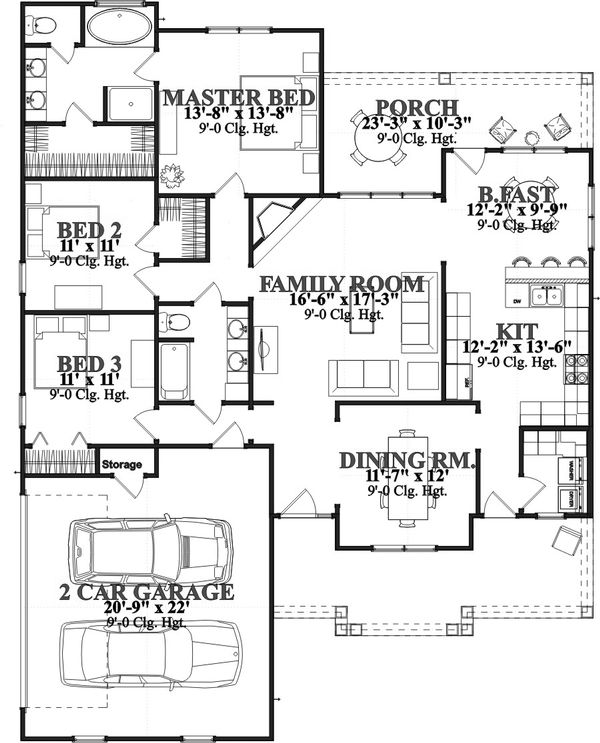 MASTER BED
13'-8" x 13'-8"
9'-0 Clg. Hgt.
PORCH
23'-3" x 10'-3"
9'-0 Clg. Hgt.
B.FAST
12'-2" x 9'-9"
9'-0 Clg. Hgt.
BED 2
11' x 11'
9'-0 Clg. Hgt.
FAMILY ROOM
16'-6" x 17'-3"
9'-0 Clg. Hgt.
DW
KIT
12'-2" x 13'-6"
9'-0 Clg. Hgt.
REF.
BED 3
11' x 11'
9'-0 Clg. Hgt.
DINING RM.
11'-7" x 12'
9'-0 Clg. Hgt.
Storage
WASHER
DRYER
2 CAR GARAGE
20'-9" x 22'
9'-0 Clg. Hgt.